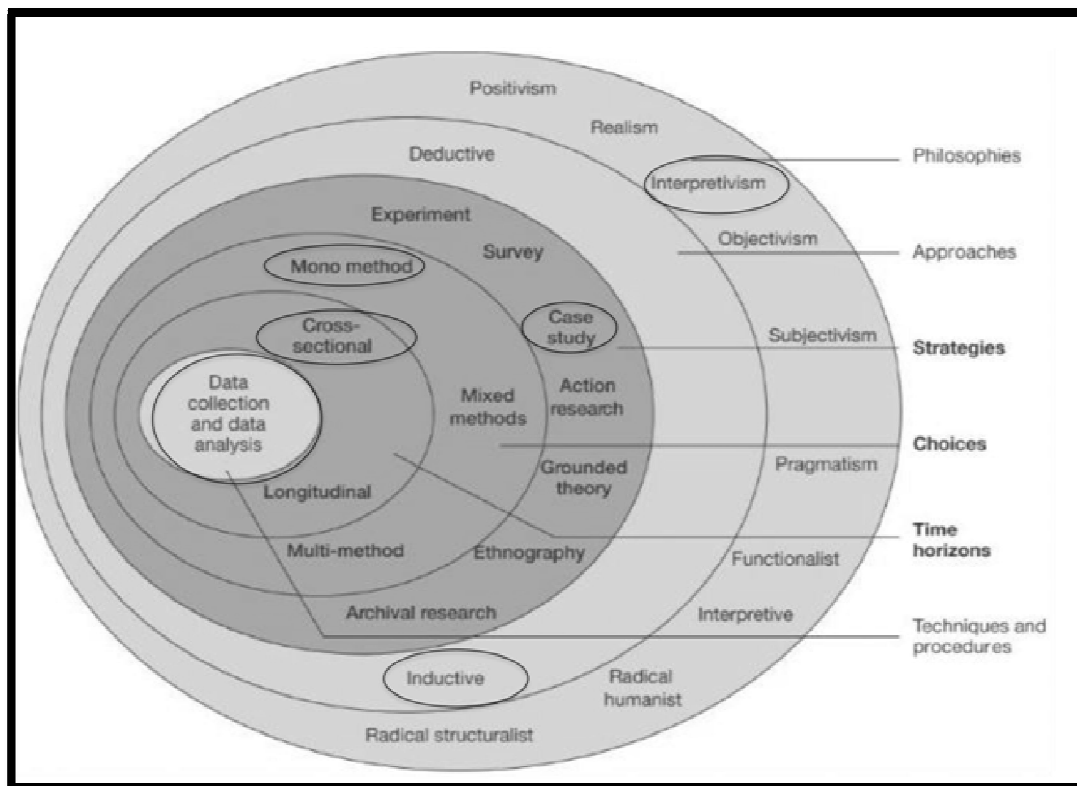 Positivism
Realism
Philosophies
Deductive
Interpretivism
Experiment
Objectivism
Approaches
Survey
Mono method
Case
study
Cross-
sectional
Subjectivism
Strategies
Data
collection
and data
analysis
Mixed
methods
Action
research
Choices
Pragmatism
Grounded
theory
Longitudinal
Time
horizons
Multi-method
Ethnography
Functionalist
Archival research
Interpretive
Techniques and
procedures
Inductive
Radical
humanist
Radical structuralist